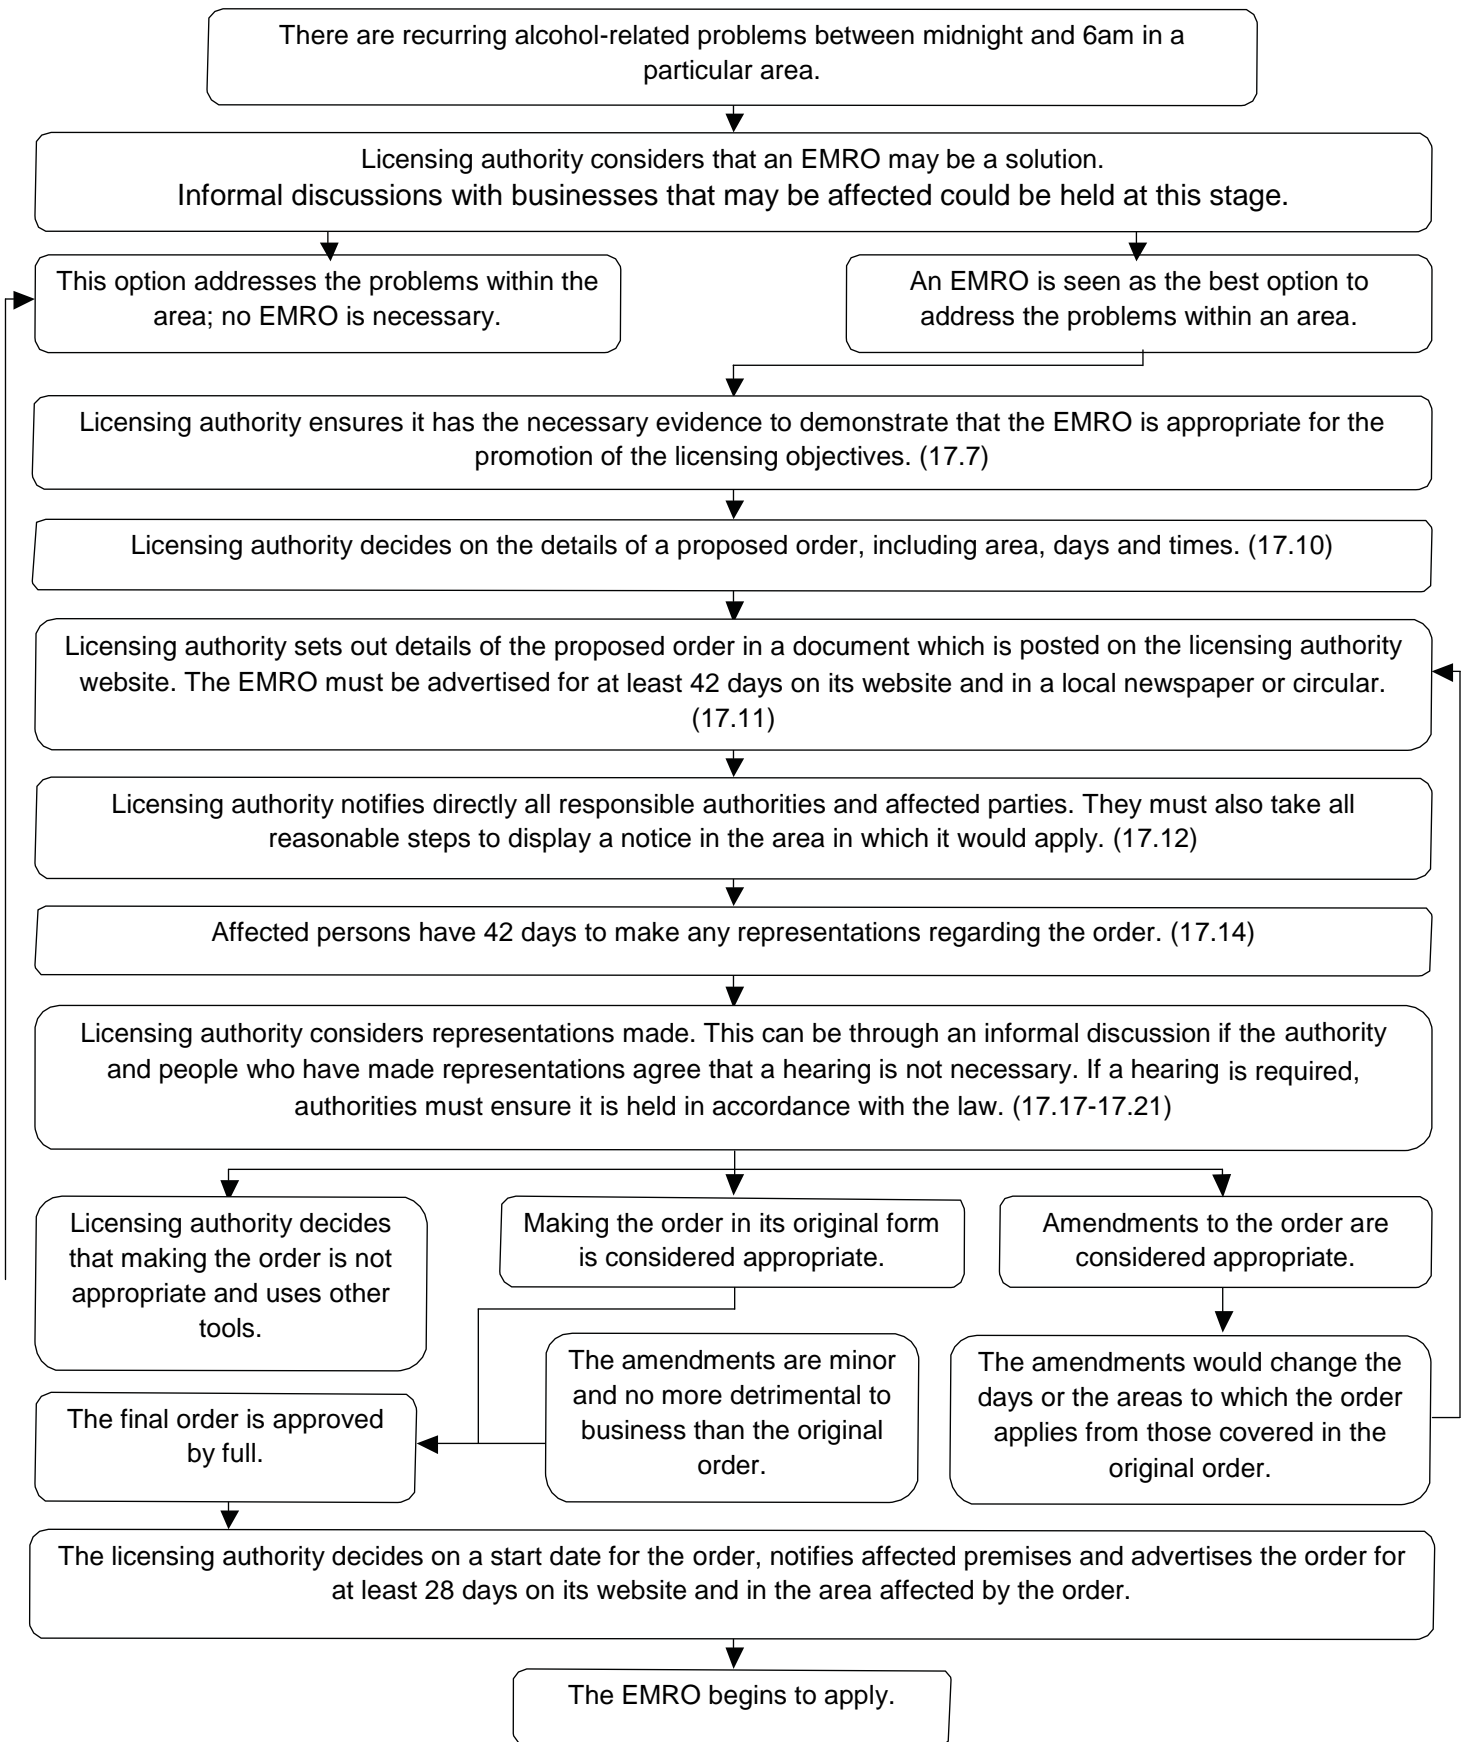 There are recurring alcohol-related problems between midnight and 6am in a
particular area.
Licensing authority considers that an EMRO may be a solution.
Informal discussions with businesses that may be affected could be held at this stage.
This option addresses the problems within the
area; no EMRO is necessary.
An EMRO is seen as the best option to
address the problems within an area.
Licensing authority ensures it has the necessary evidence to demonstrate that the EMRO is appropriate for the
promotion of the licensing objectives. (17.7)
Licensing authority decides on the details of a proposed order, including area, days and times. (17.10)
Licensing authority sets out details of the proposed order in a document which is posted on the licensing authority
website. The EMRO must be advertised for at least 42 days on its website and in a local newspaper or circular.
(17.11)
Licensing authority notifies directly all responsible authorities and affected parties. They must also take all
reasonable steps to display a notice in the area in which it would apply. (17.12)
Affected persons have 42 days to make any representations regarding the order. (17.14)
Licensing authority considers representations made. This can be through an informal discussion if the authority
and people who have made representations agree that a hearing is not necessary. If a hearing is required,
authorities must ensure it is held in accordance with the law. (17.17-17.21)
Licensing authority decides
that making the order is not
appropriate and uses other
tools.
Making the order in its original form
is considered appropriate.
Amendments to the order are
considered appropriate.
The amendments are minor
and no more detrimental to
business than the original
order.
The amendments would change the
days or the areas to which the order
applies from those covered in the
original order.
The final order is approved
by full.
The licensing authority decides on a start date for the order, notifies affected premises and advertises the order for
at least 28 days on its website and in the area affected by the order.
The EMRO begins to apply.